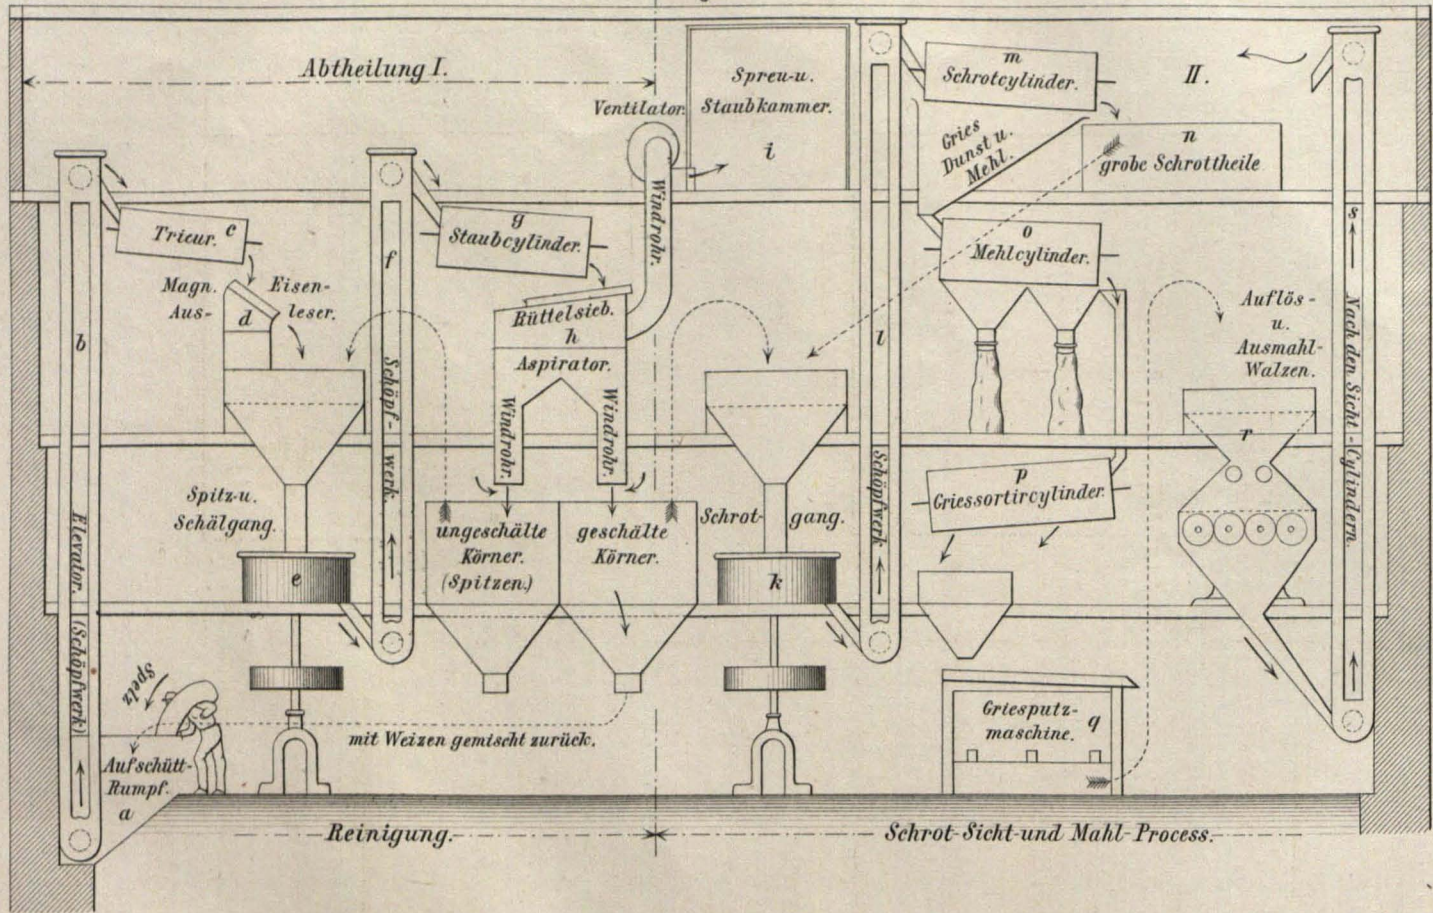 Abtheilung I.
II.
Ventilator.
Spreu-u.
Staubkammer.
i
m
Schrotcylinder.
Gries
Dunst u.
Mehl.
n
grobe Schrottheile
Trieur. c
Magn. Eisen-
Aus- leser.
d
b
f
g
Staubcylinder.
Windrohr.
Rüttelsieb.
h
Aspirator.
Windrohr.
Windrohr.
l
o
Mehlcylinder.
s
Auflös-
u.
Ausmahl-
Walzen.
r
Nach den Sicht-Cylindern.
Schöpf-
werk.
Schöpfwerk
Spitz-u.
Schälgang.
e
ungeschälte
Körner.
(Spitzen.)
geschälte
Körner.
Schrot- gang.
k
p
Griessortircylinder.
Elevator. (Schöpfwerk)
Spelz
Aufschütt-
Rumpf.
a
mit Weizen gemischt zurück.
Griesputz-
maschine. q
Reinigung.
Schrot-Sicht-und Mahl-Process.